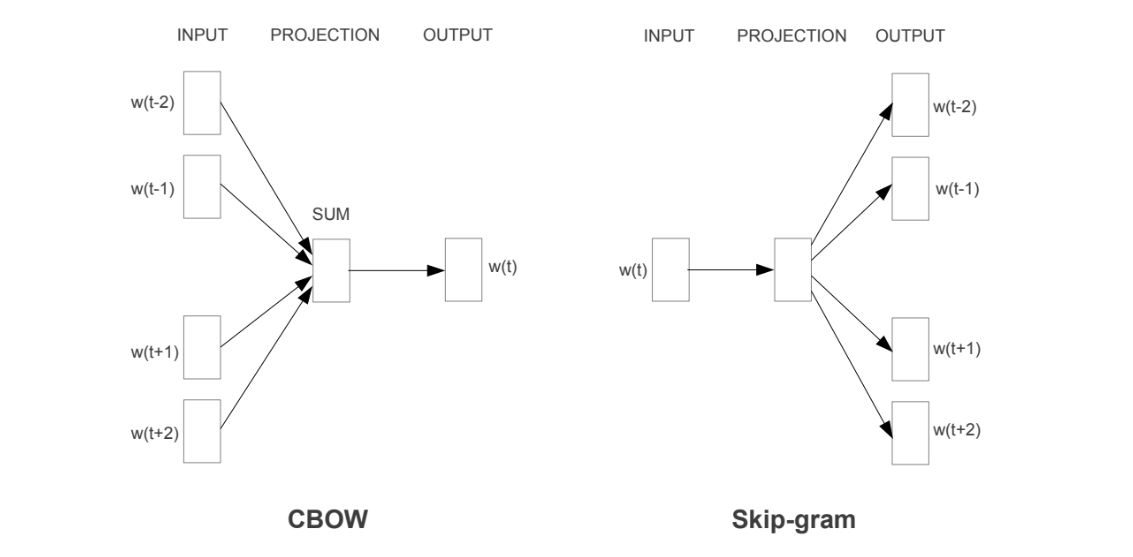 INPUT PROJECTION OUTPUT
w(t-2)
w(t-1)
SUM
w(t)
w(t+1)
w(t+2)
CBOW
INPUT PROJECTION OUTPUT
w(t-2)
w(t-1)
w(t)
w(t+1)
w(t+2)
Skip-gram